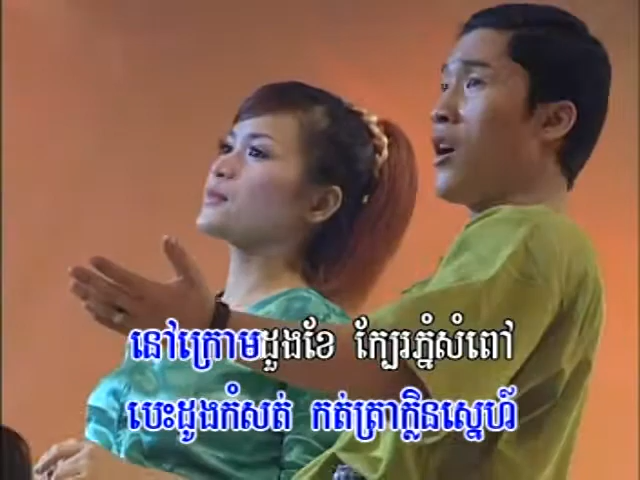 នៅក្រោមដួងខែ ក្បែរភ្នំសំពៅ
បេះដូងកំសត់ កត់ត្រាក្លិនស្នេហ៍